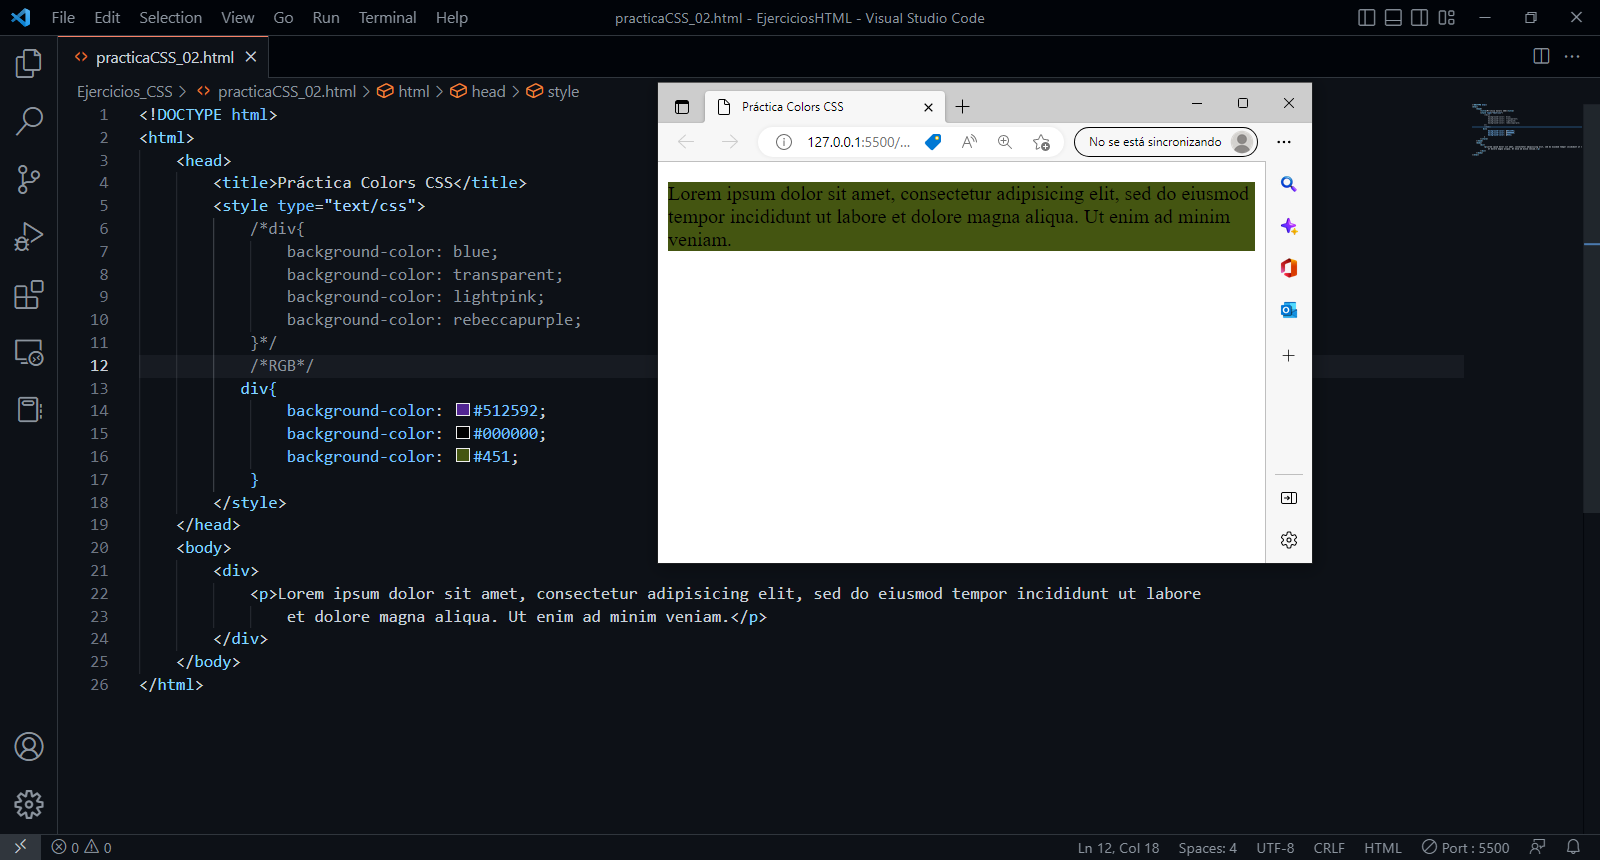 File Edit Selection View Go Run Terminal Help
practicaCSS_02.html - EjerciciosHTML - Visual Studio Code
practicaCSS_02.html
Ejercicios_CSS > practicaCSS_02.html > html > head > style
1 <!DOCTYPE html>
2 <html>
3 <head>
4 <title>Práctica Colors CSS</title>
5 <style type="text/css">
6 /*div{
7 background-color: blue;
8 background-color: transparent;
9 background-color: lightpink;
10 background-color: rebeccapurple;
11 }*/
12 /*RGB*/
13 div{
14 background-color: #512592;
15 background-color: #000000;
16 background-color: #451;
17 }
18 </style>
19 </head>
20 <body>
21 <div>
22 <p>Lorem ipsum dolor sit amet, consectetur adipisicing elit, sed do eiusmod tempor incididunt ut labore
23 et dolore magna aliqua. Ut enim ad minim veniam.</p>
24 </div>
25 </body>
26 </html>
Práctica Colors CSS
127.0.0.1:5500/...
No se está sincronizando
Lorem ipsum dolor sit amet, consectetur adipisicing elit, sed do eiusmod
tempor incididunt ut labore et dolore magna aliqua. Ut enim ad minim
veniam.
0 0
Ln 12, Col 18 Spaces: 4 UTF-8 CRLF HTML Port : 5500